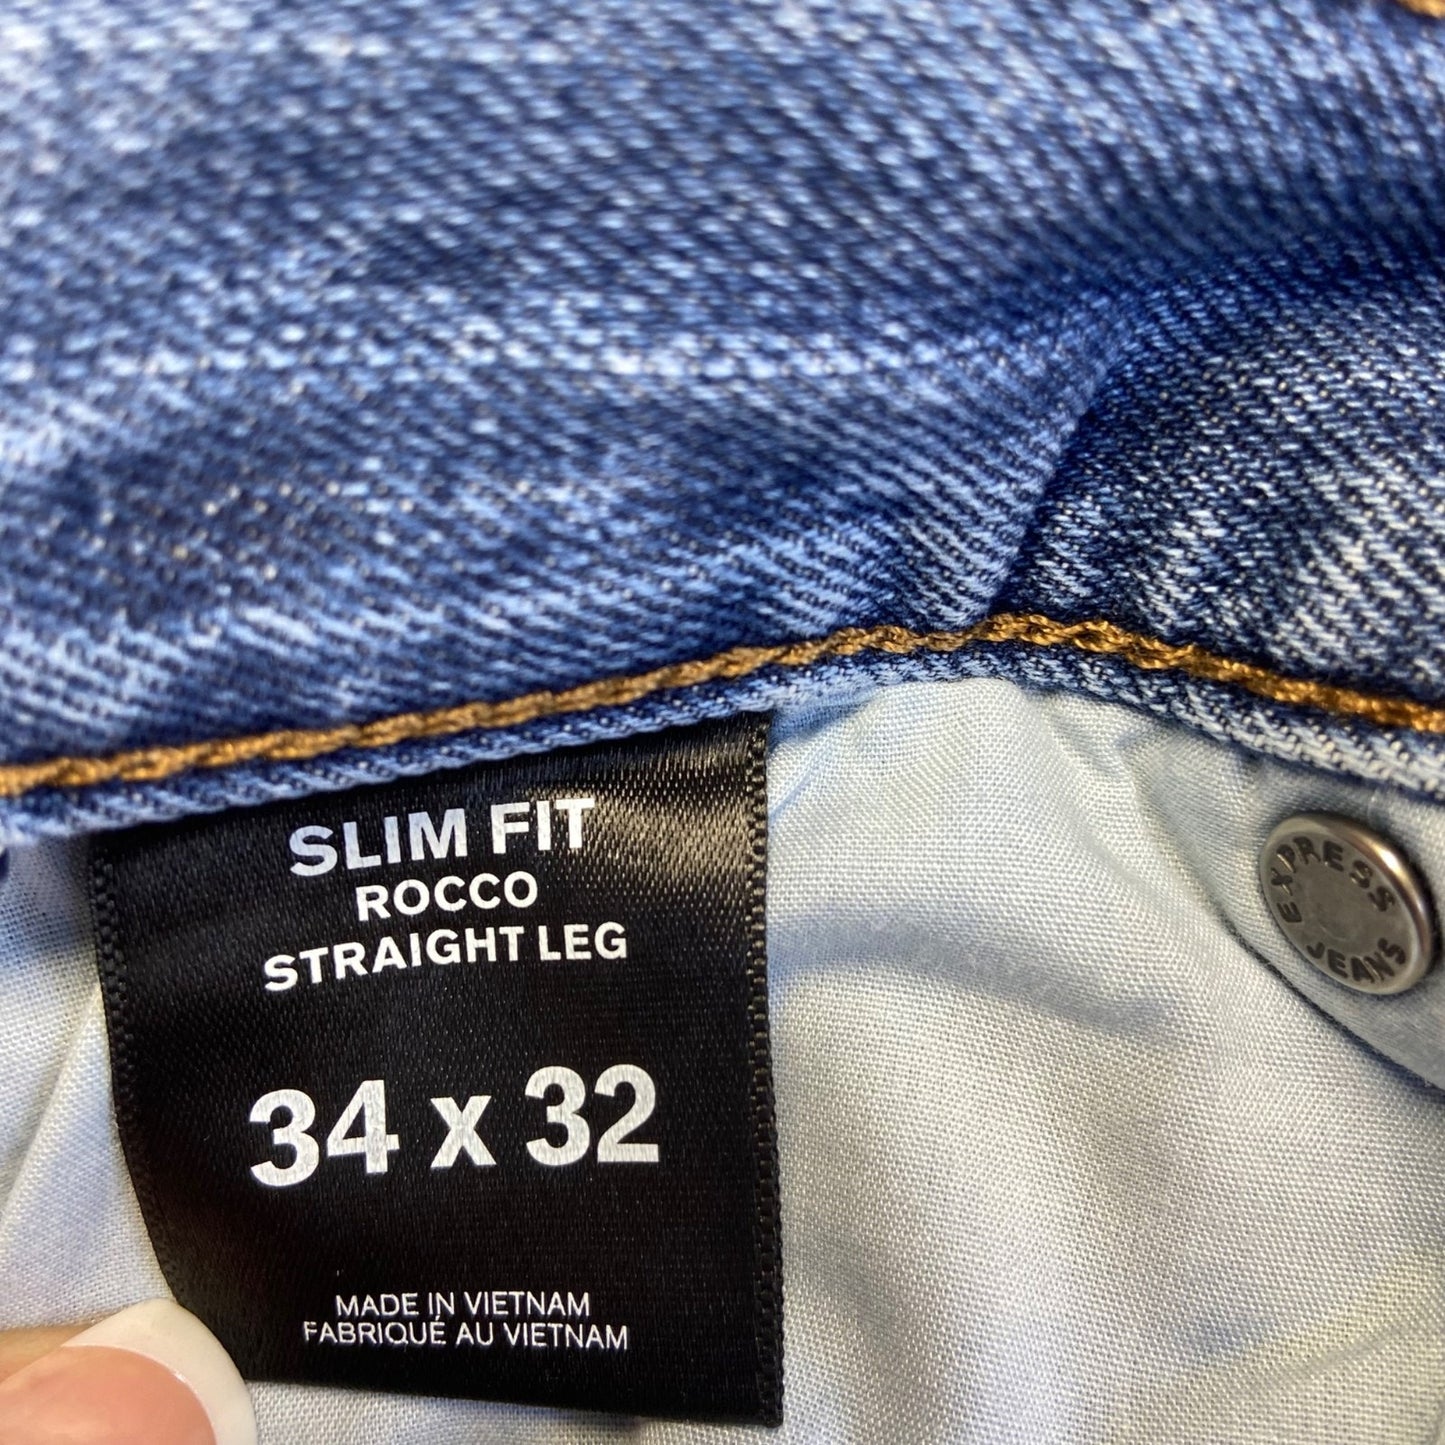 SLIM FIT
ROCCO
STRAIGHT LEG
34 x 32
MADE IN VIETNAM
FABRIQUÉ AU VIETNAM
EXPRESS
JEANS